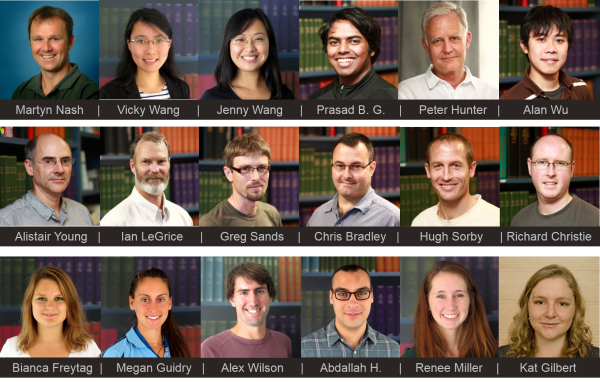 Martyn Nash | Vicky Wang | Jenny Wang | Prasad B. G. | Peter Hunter | Alan Wu
Alistair Young | Ian LeGrice | Greg Sands | Chris Bradley | Hugh Sorby | Richard Christie
Bianca Freytag | Megan Guidry | Alex Wilson | Abdallah H. | Renee Miller | Kat Gilbert